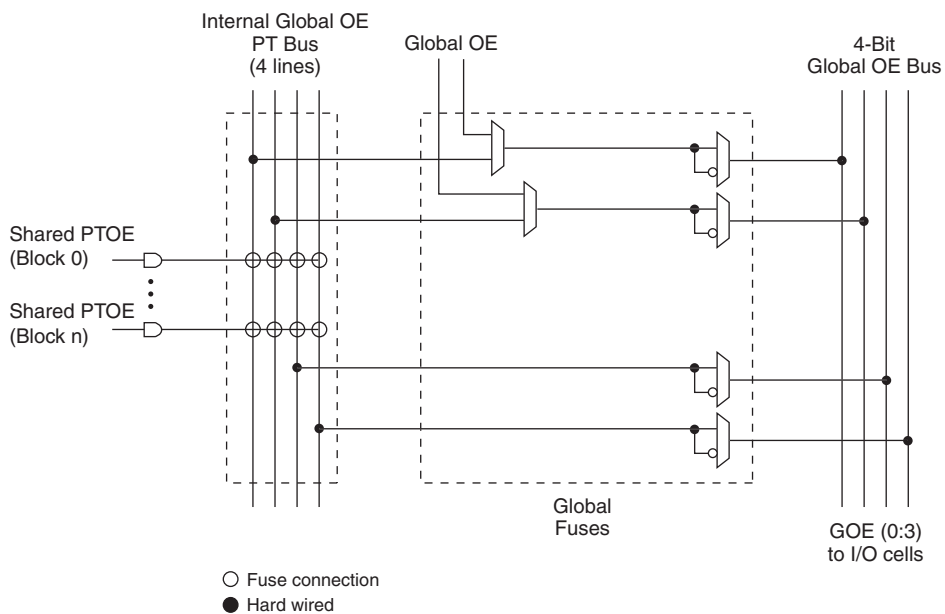 Internal Global OE
PT Bus
(4 lines)
Global OE
4-Bit
Global OE Bus
Shared PTOE
(Block 0)
Shared PTOE
(Block n)
Global
Fuses
GOE (0:3)
to I/O cells
Fuse connection
Hard wired